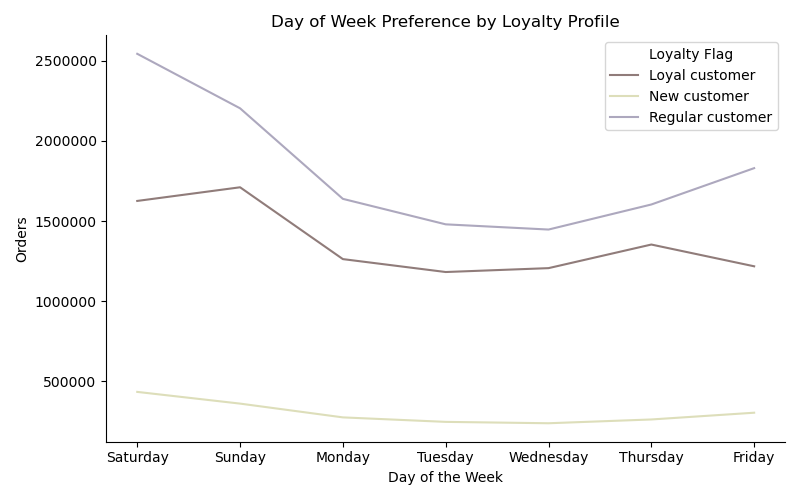 Day of Week Preference by Loyalty Profile
Loyalty Flag
Loyal customer
New customer
Regular customer
2500000
2000000
1500000
1000000
500000
Orders
Saturday Sunday Monday Tuesday Wednesday Thursday Friday
Day of the Week